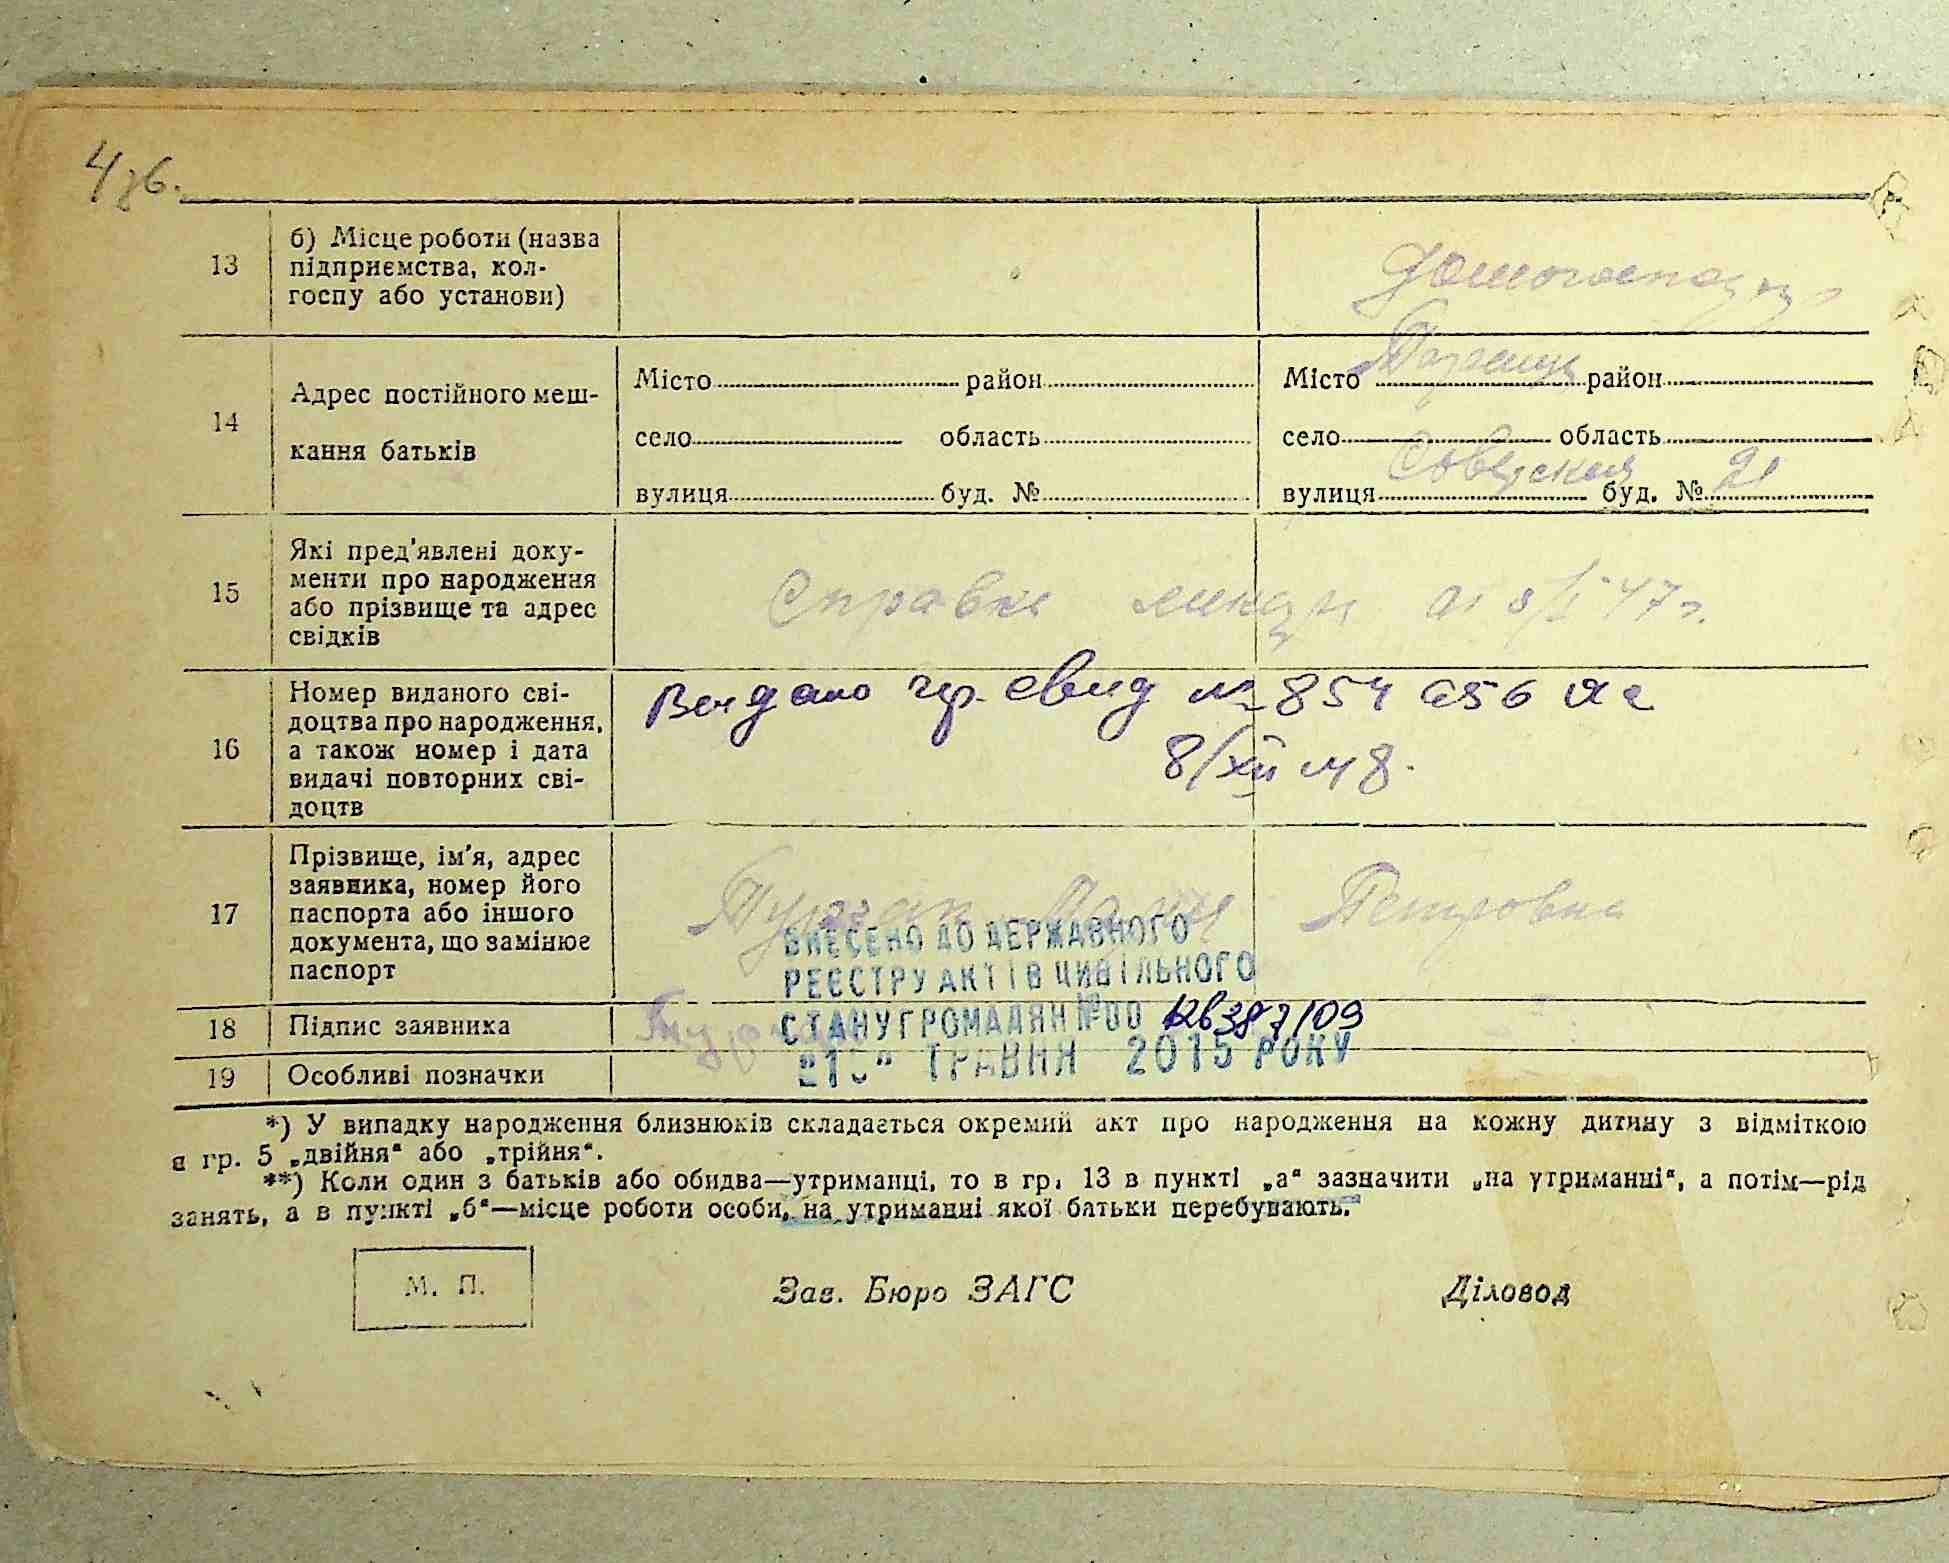 4зв.
13
б) Місце роботи (назва
підприємства, кол-
госпу або установи)
14
Адрес постійного меш-
кання батьків
Місто район
село область
вулиця буд. №
Місто район
село область
вулиця буд. № 21
15
Які пред'явлені доку-
менти про народження
або прізвище та адрес
свідків
Справка 47 г.
16
Номер виданого сві-
доцтва про народження,
а також номер і дата
видачі повторних сві-
доцтв
Выдано свид № 854656
8/XII 48.
17
Прізвище, ім'я, адрес
заявника, номер його
паспорта або іншого
документа, що замінює
паспорт
Петровна
ВНЕСЕНО ДО ДЕРЖАВНОГО
РЕЄСТРУ АКТІВ ЦИВІЛЬНОГО
СТАНУ ГРОМАДЯН №00
ТРАВНЯ 2015 РОКУ
18
Підпис заявника
19
Особливі позначки
*) У випадку народження близнюків складається окремий акт про народження на кожну дитину з відміткою
в гр. 5 „двійня“ або „трійня“.
**) Коли один з батьків або обидва—утриманці, то в гр. 13 в пункті „а“ зазначити „на утриманні“, а потім—рід
занять, а в пункті „б“—місце роботи особи, на утриманні якої батьки перебувають.“
М. П.
Зав. Бюро ЗАГС
Діловод